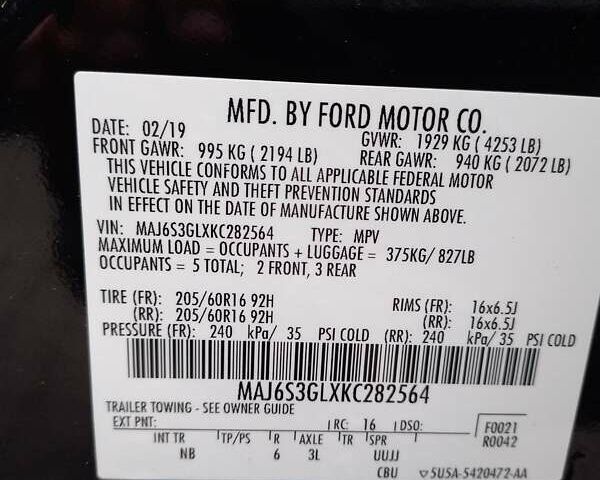 MFD. BY FORD MOTOR CO.
DATE: 02/19 GVWR: 1929 KG ( 4253 LB)
FRONT GAWR: 995 KG ( 2194 LB) REAR GAWR: 940 KG ( 2072 LB)
THIS VEHICLE CONFORMS TO ALL APPLICABLE FEDERAL MOTOR
VEHICLE SAFETY AND THEFT PREVENTION STANDARDS
IN EFFECT ON THE DATE OF MANUFACTURE SHOWN ABOVE.
VIN: MAJ6S3GLXKC282564 TYPE: MPV
MAXIMUM LOAD = OCCUPANTS + LUGGAGE = 375KG/ 827LB
OCCUPANTS = 5 TOTAL; 2 FRONT, 3 REAR
TIRE (FR): 205/60R16 92H RIMS (FR): 16x6.5J
(RR): 205/60R16 92H (RR): 16x6.5J
PRESSURE (FR): 240 kPa/ 35 PSI COLD (RR): 240 kPa/ 35 PSI COLD
MAJ6S3GLXKC282564
TRAILER TOWING - SEE OWNER GUIDE
EXT PNT: RC: 16 DSO: F0021
R0042
INT TR TP/PS R AXLE TR SPR
NB 6 3L UUJJ
CBU 5U5A-5420472-AA